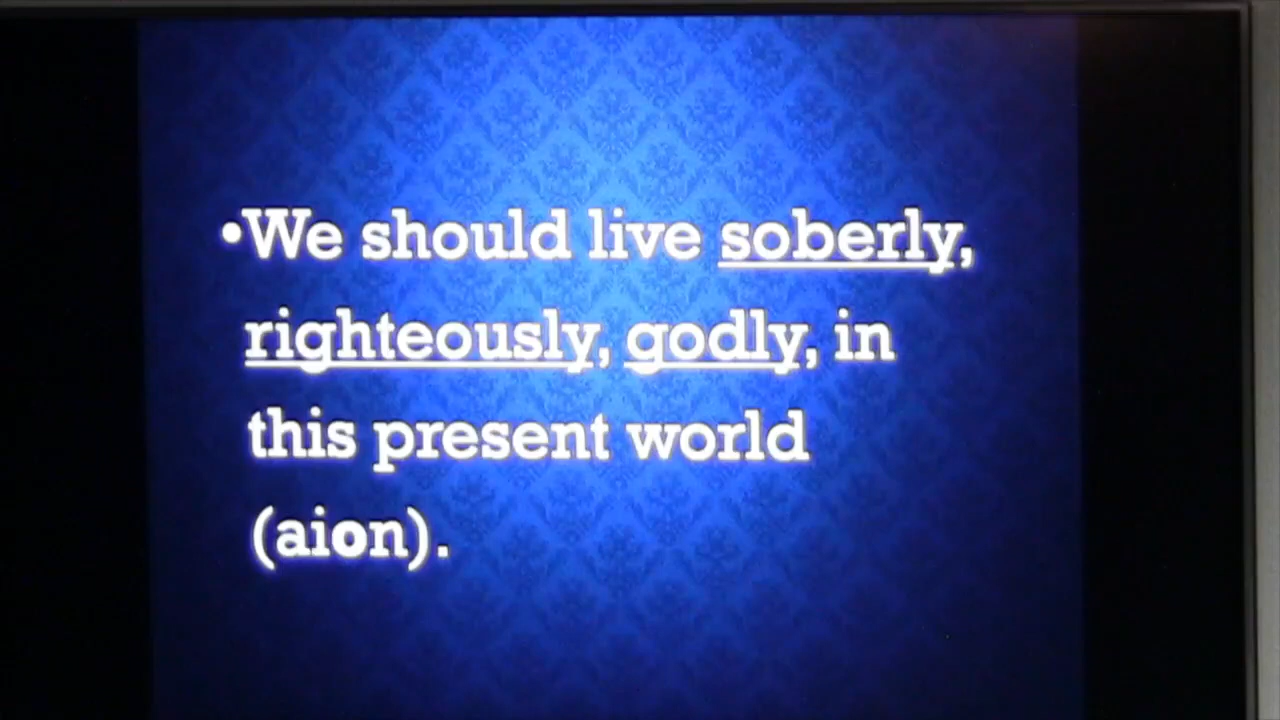 •We should live soberly,
righteously, godly, in
this present world
(aion).